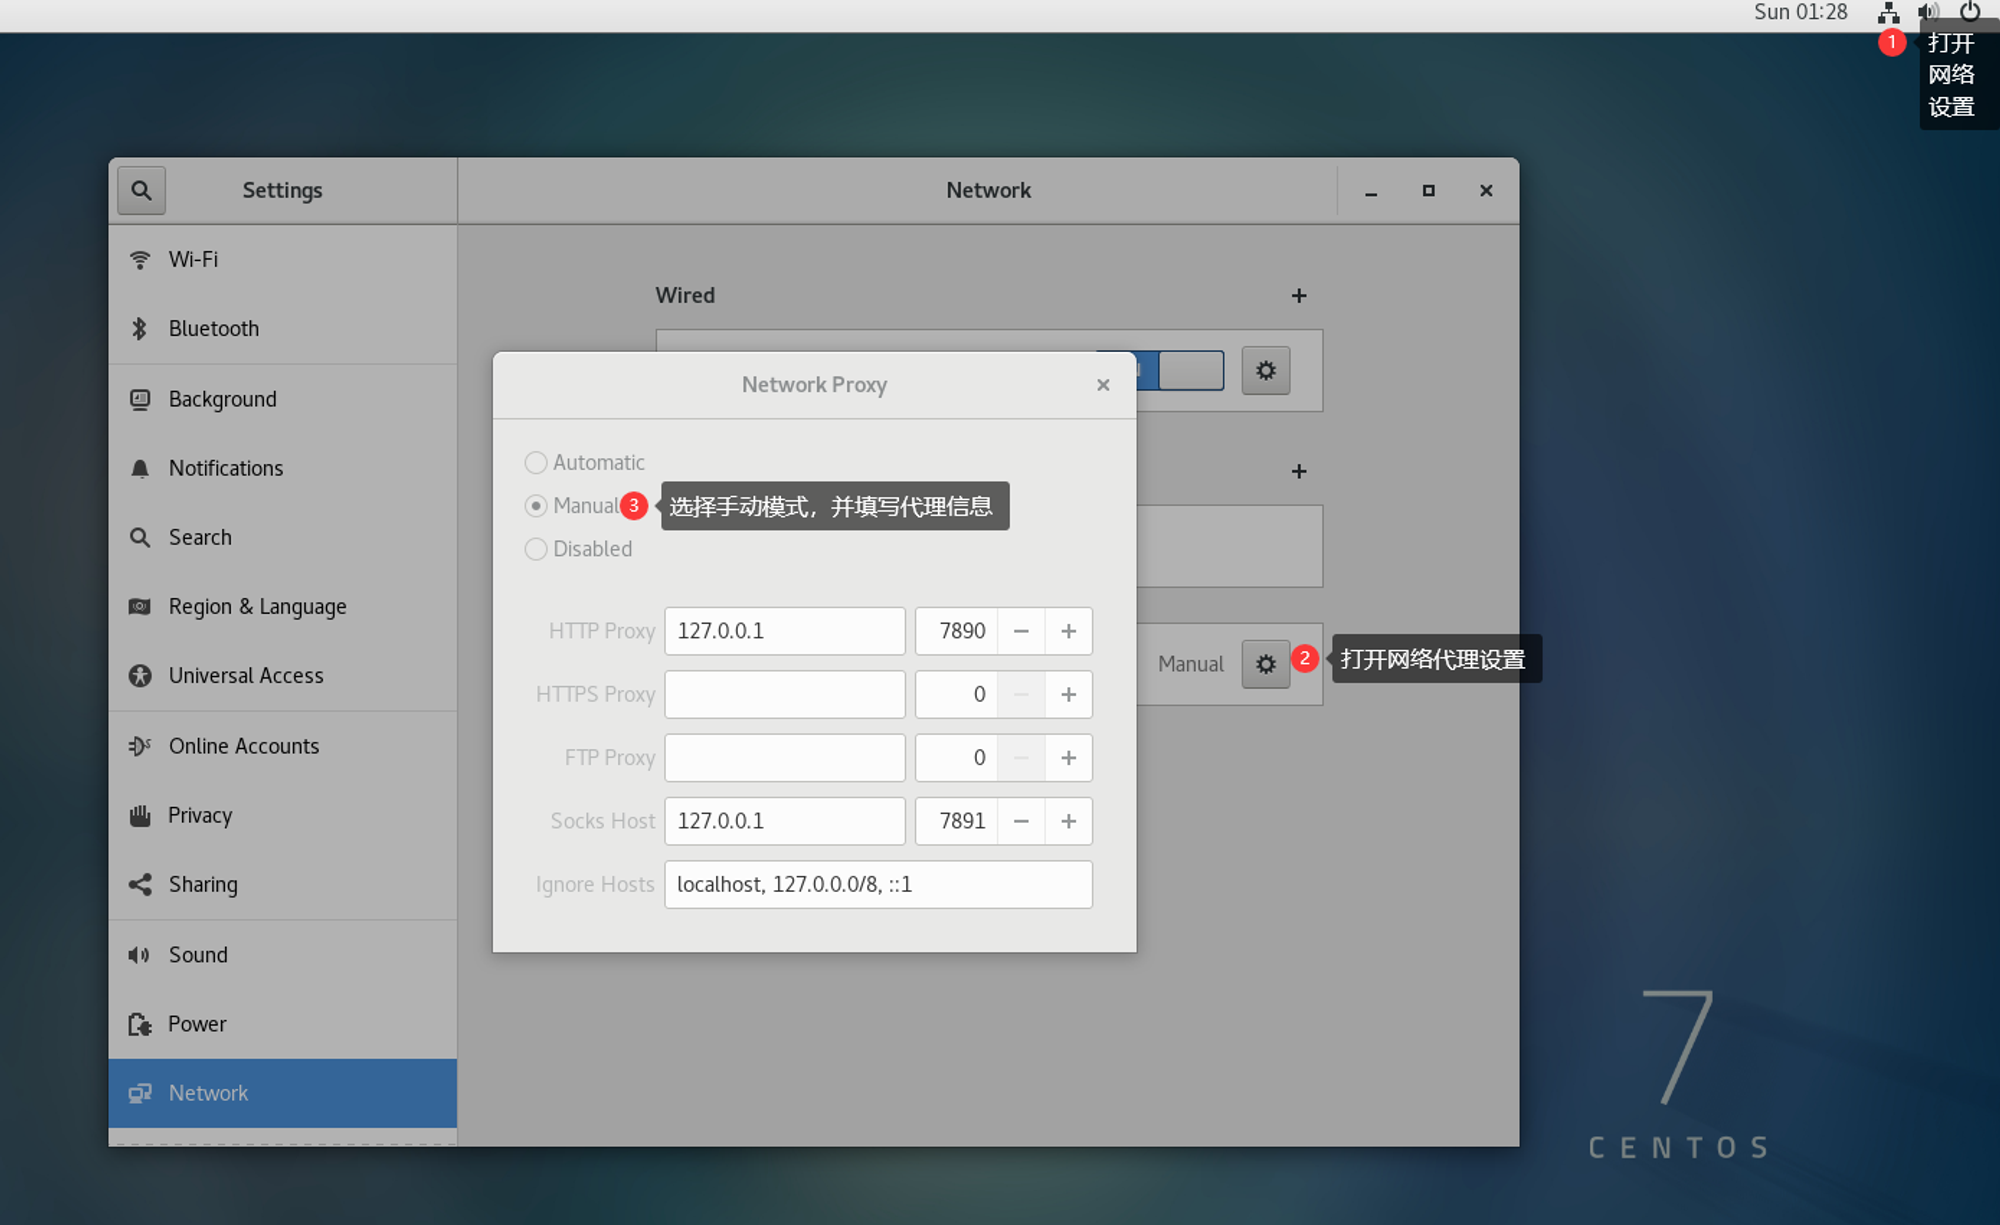 Sun 01:28
1
打开
网络
设置
Settings
Network
Wi-Fi
Bluetooth
Background
Notifications
Search
Region & Language
Universal Access
Online Accounts
Privacy
Sharing
Sound
Power
Network
Wired
+
+
Manual
2
打开网络代理设置
Network Proxy
Automatic
Manual
3
选择手动模式，并填写代理信息
Disabled
HTTP Proxy 127.0.0.1 7890 − +
HTTPS Proxy 0 − +
FTP Proxy 0 − +
Socks Host 127.0.0.1 7891 − +
Ignore Hosts localhost, 127.0.0.0/8, ::1
7
CENTOS